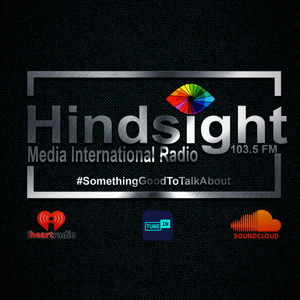 Hindsight
103.5 FM
Media International Radio
#SomethingGoodToTalkAbout
iheartradio
TUNE IN
SOUNDCLOUD